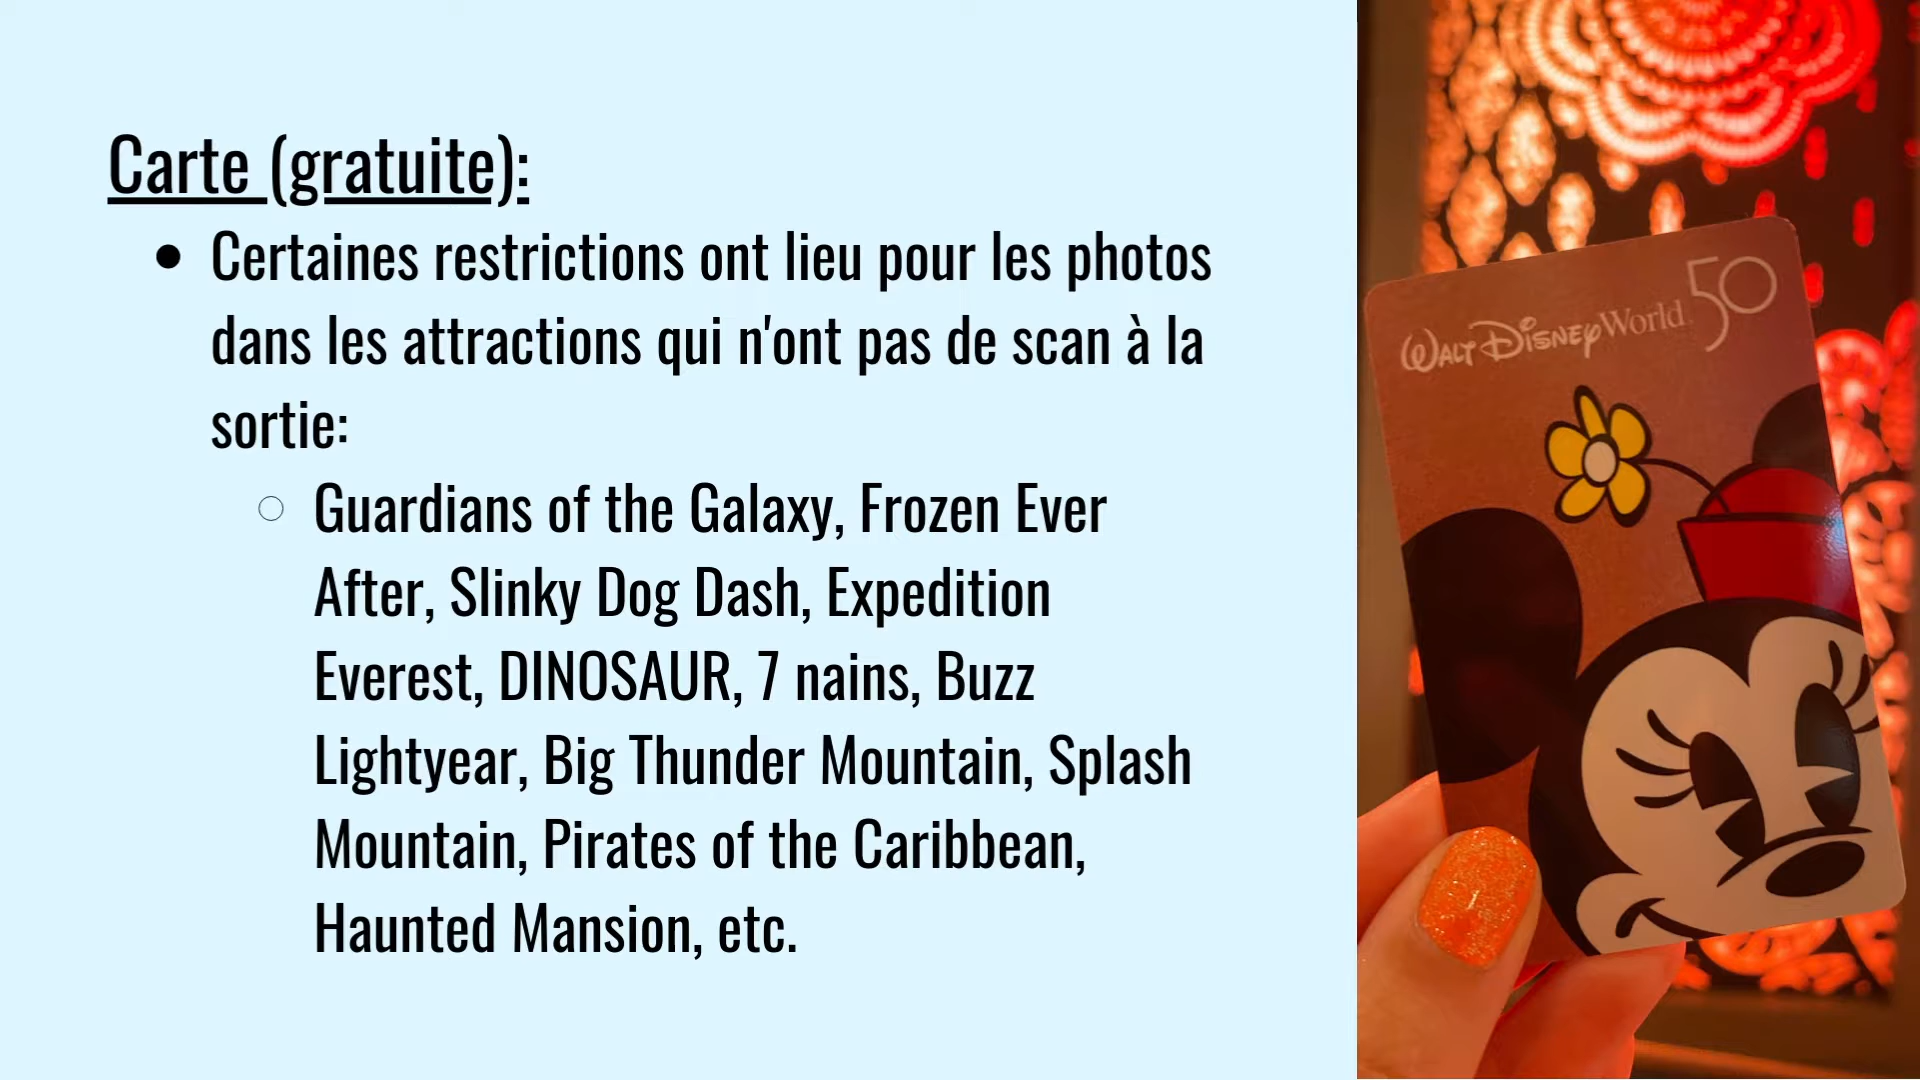 Carte (gratuite):
Certaines restrictions ont lieu pour les photos
dans les attractions qui n'ont pas de scan à la
sortie:
Guardians of the Galaxy, Frozen Ever
After, Slinky Dog Dash, Expedition
Everest, DINOSAUR, 7 nains, Buzz
Lightyear, Big Thunder Mountain, Splash
Mountain, Pirates of the Caribbean,
Haunted Mansion, etc.
Walt Disney World 50